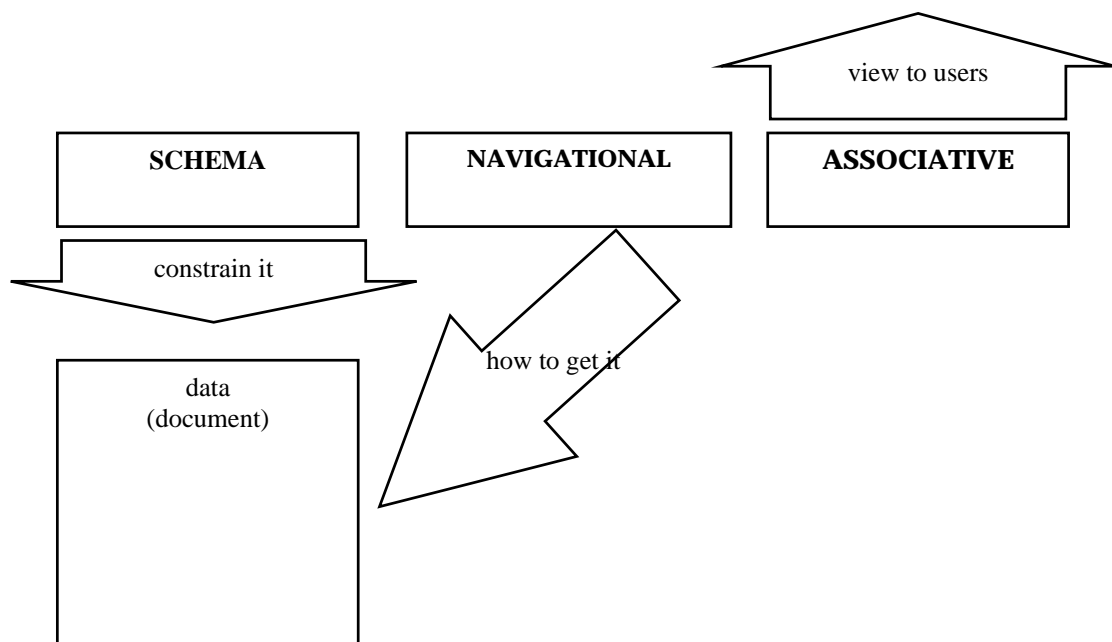 view to users
SCHEMA
NAVIGATIONAL
ASSOCIATIVE
constrain it
how to get it
data
(document)